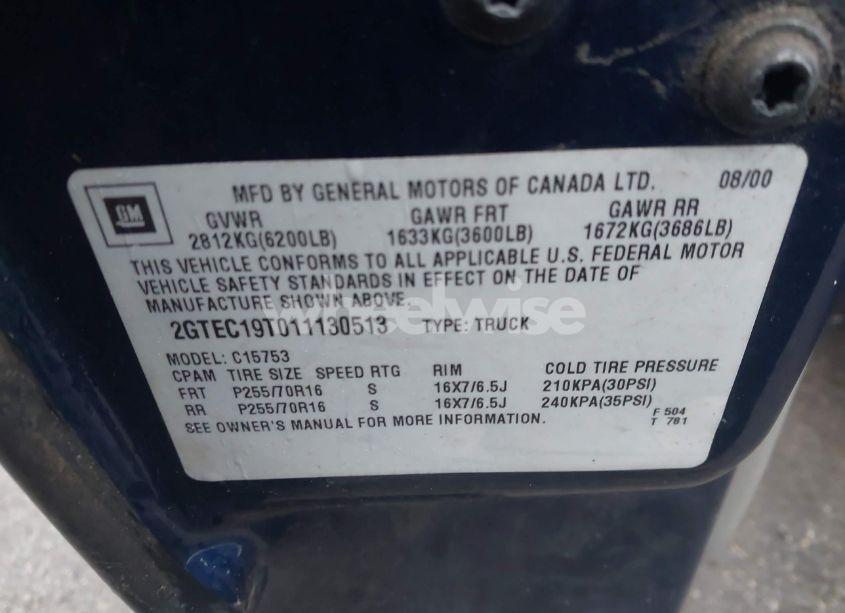 GM
MFD BY GENERAL MOTORS OF CANADA LTD. 08/00
GVWR GAWR FRT GAWR RR
2812KG(6200LB) 1633KG(3600LB) 1672KG(3686LB)
THIS VEHICLE CONFORMS TO ALL APPLICABLE U.S. FEDERAL MOTOR
VEHICLE SAFETY STANDARDS IN EFFECT ON THE DATE OF
MANUFACTURE SHOWN ABOVE.
wheelwise
2GTEC19T011130513 TYPE: TRUCK
MODEL: C15753
CPAM TIRE SIZE SPEED RTG RIM COLD TIRE PRESSURE
FRT P255/70R16 S 16X7/6.5J 210KPA(30PSI)
RR P255/70R16 S 16X7/6.5J 240KPA(35PSI)
SEE OWNER'S MANUAL FOR MORE INFORMATION.
F 504
T 781